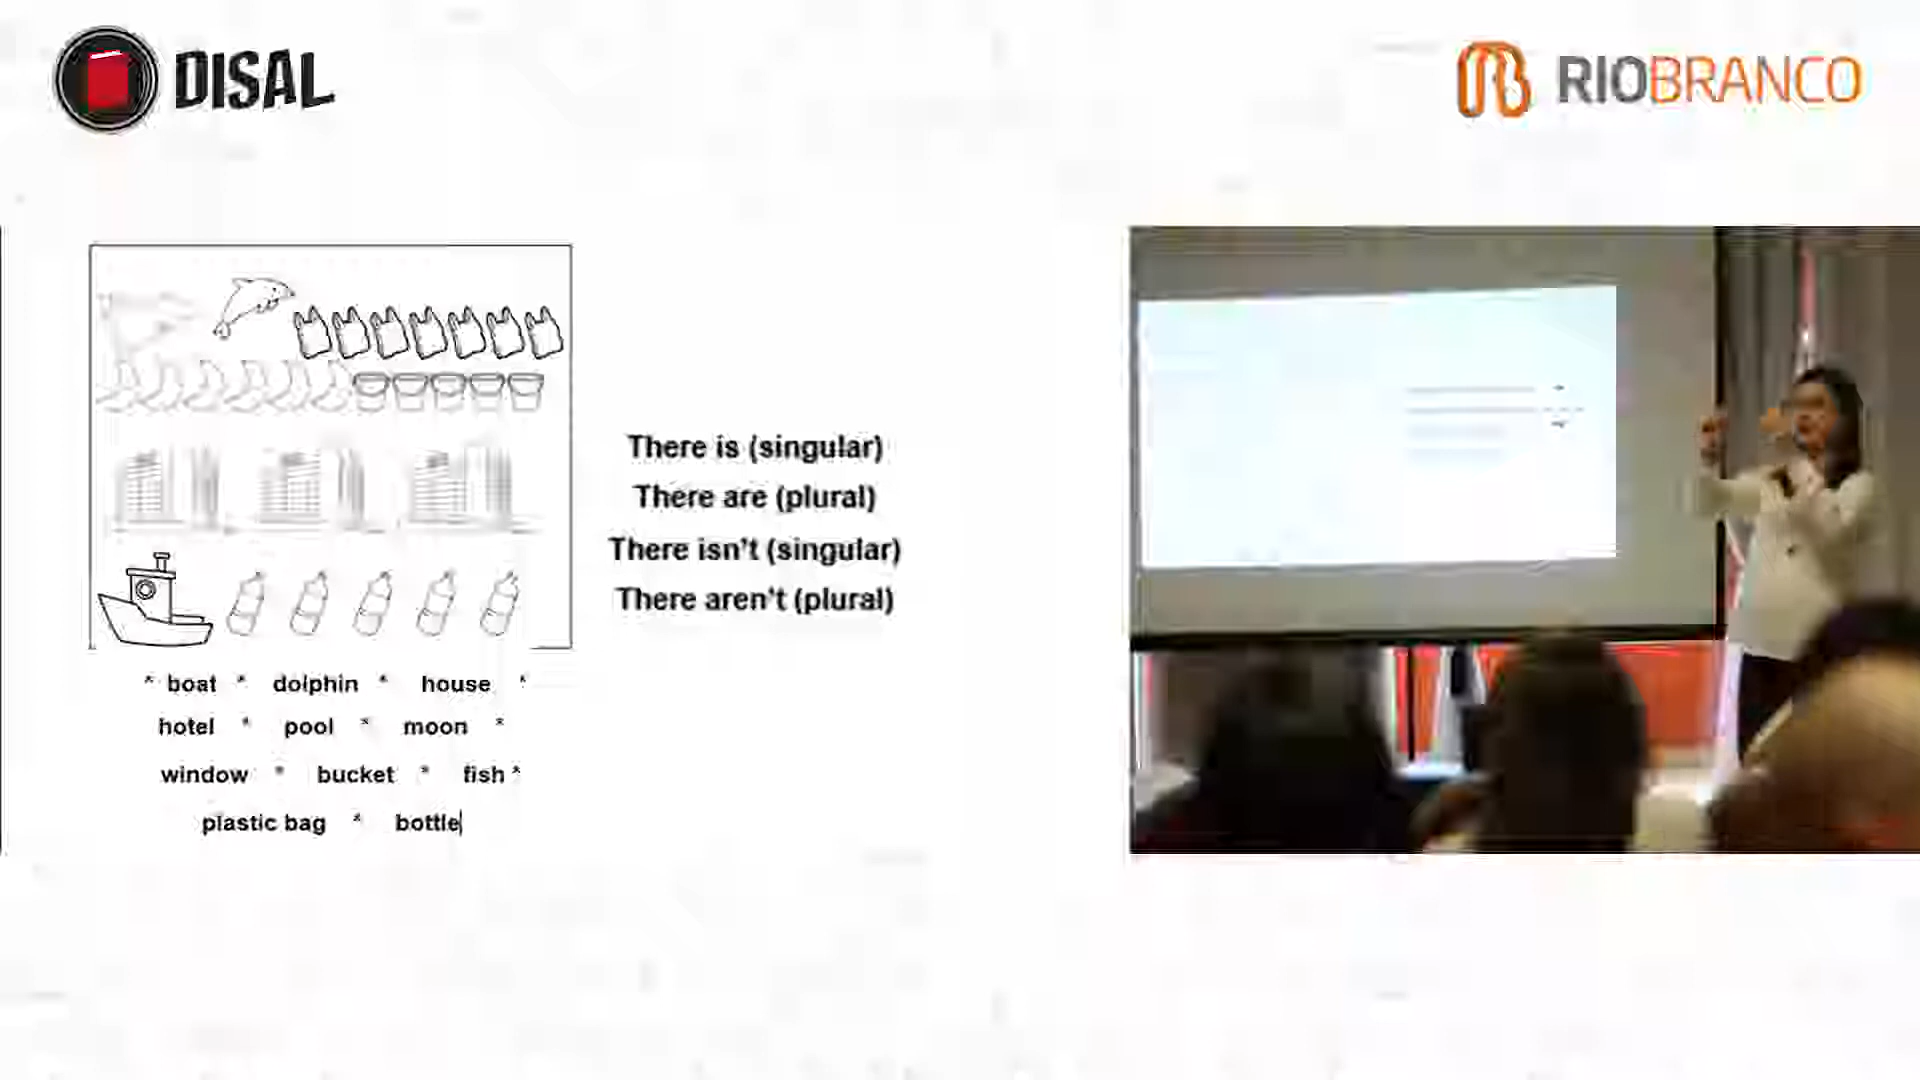 DISAL
RIOBRANCO
There is (singular)
There are (plural)
There isn't (singular)
There aren't (plural)
* boat * dolphin * house *
hotel * pool * moon *
window * bucket * fish *
plastic bag * bottle